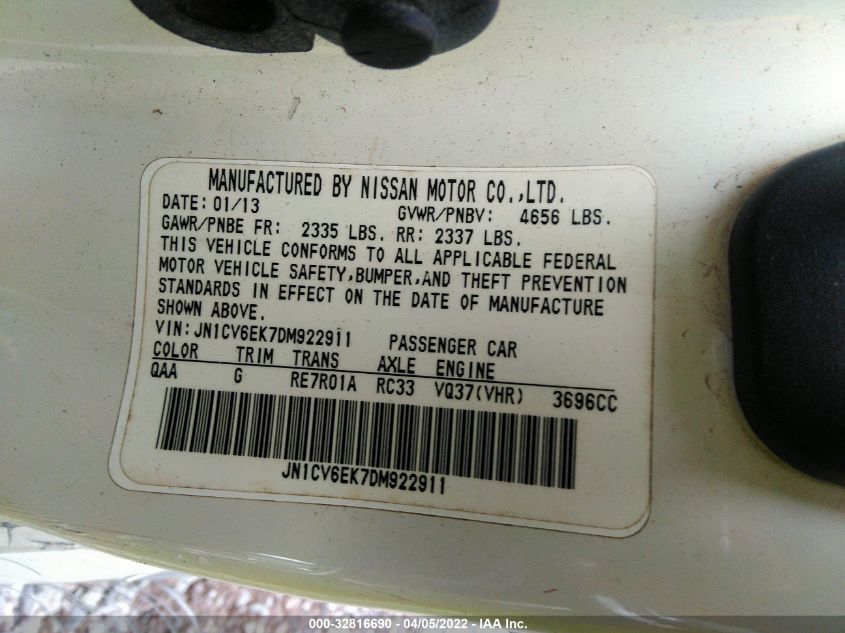 MANUFACTURED BY NISSAN MOTOR CO.,LTD.
DATE: 01/13 GVWR/PNBV: 4656 LBS.
GAWR/PNBE FR: 2335 LBS. RR: 2337 LBS.
THIS VEHICLE CONFORMS TO ALL APPLICABLE FEDERAL
MOTOR VEHICLE SAFETY,BUMPER,AND THEFT PREVENTION
STANDARDS IN EFFECT ON THE DATE OF MANUFACTURE
SHOWN ABOVE.
VIN:JN1CV6EK7DM922911 PASSENGER CAR
COLOR TRIM TRANS AXLE ENGINE
QAA G RE7R01A RC33 VQ37(VHR) 3696CC
JN1CV6EK7DM922911
000-32816690 - 04/05/2022 - IAA Inc.